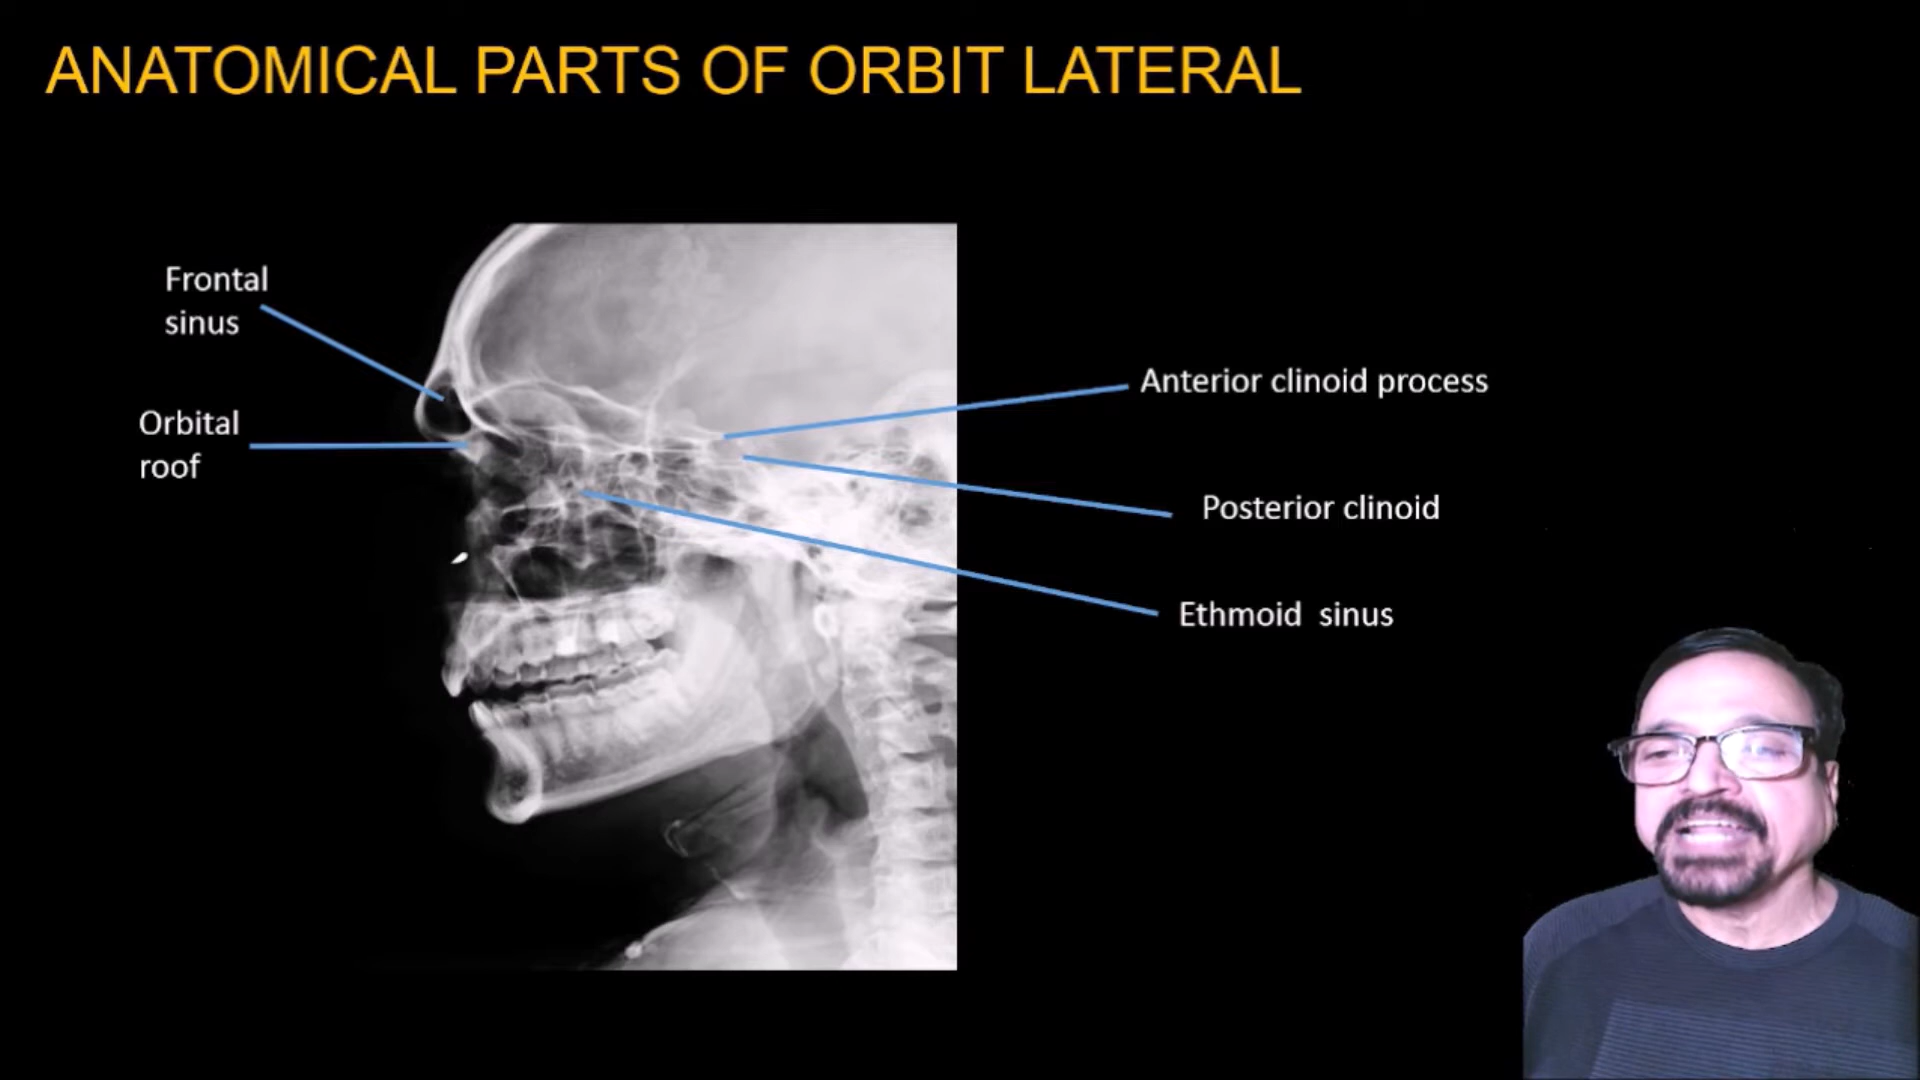 ANATOMICAL PARTS OF ORBIT LATERAL
Frontal
sinus
Orbital
roof
Anterior clinoid process
Posterior clinoid
Ethmoid sinus